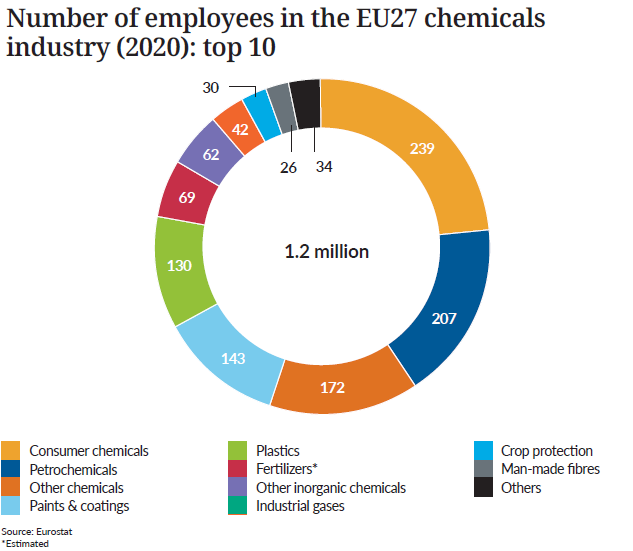 Number of employees in the EU27 chemicals
industry (2020): top 10
30
42
62
69
130
143
172
207
239
26
34
1.2 million
Consumer chemicals
Petrochemicals
Other chemicals
Paints & coatings
Plastics
Fertilizers*
Other inorganic chemicals
Industrial gases
Crop protection
Man-made fibres
Others
Source: Eurostat
*Estimated